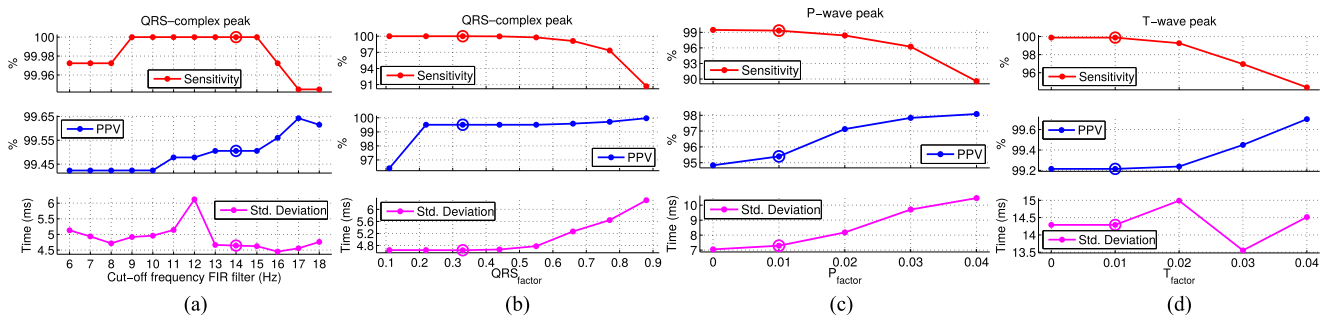 QRS−complex peak
100
99.98
99.96
%
Sensitivity
99.65
99.55
99.45
%
PPV
6
5.5
5
4.5
Time (ms)
Std. Deviation
6 7 8 9 10 11 12 13 14 15 16 17 18
Cut−off frequency FIR filter (Hz)
(a)
QRS−complex peak
100
97
94
91
%
Sensitivity
100
99
98
97
%
PPV
6
5.6
5.2
4.8
Time (ms)
Std. Deviation
0.1 0.2 0.3 0.4 0.5 0.6 0.7 0.8 0.9
QRSfactor
(b)
P−wave peak
99
96
93
90
%
Sensitivity
98
97
96
95
%
PPV
10
9
8
7
Time (ms)
Std. Deviation
0 0.01 0.02 0.03 0.04
Pfactor
(c)
T−wave peak
100
98
96
%
Sensitivity
99.6
99.4
99.2
%
PPV
15
14.5
14
13.5
Time (ms)
Std. Deviation
0 0.01 0.02 0.03 0.04
Tfactor
(d)